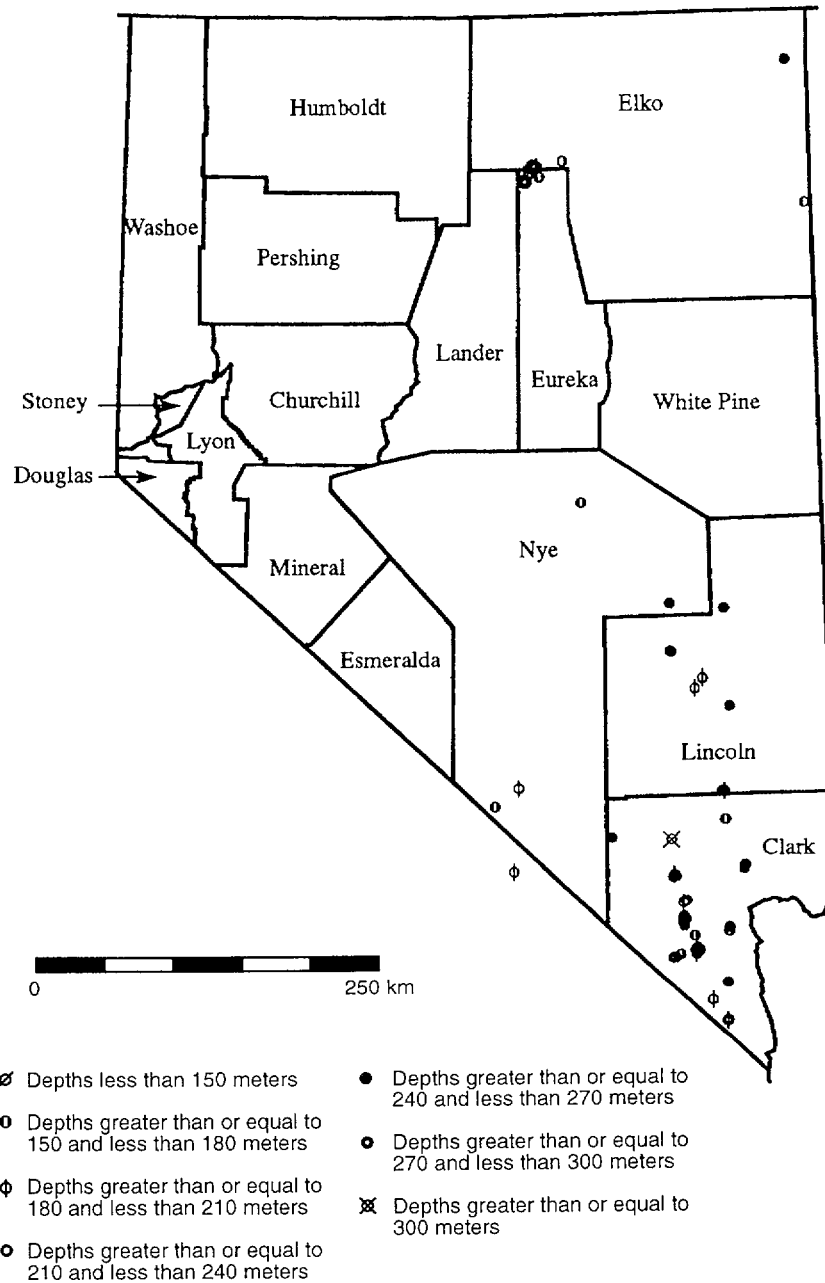 Humboldt
Elko
Washoe
Pershing
Lander
Eureka
Churchill
White Pine
Stoney
Lyon
Douglas
Nye
Mineral
Esmeralda
Lincoln
Clark
0
250 km
Depths less than 150 meters
Depths greater than or equal to
150 and less than 180 meters
Depths greater than or equal to
180 and less than 210 meters
Depths greater than or equal to
210 and less than 240 meters
Depths greater than or equal to
240 and less than 270 meters
Depths greater than or equal to
270 and less than 300 meters
Depths greater than or equal to
300 meters